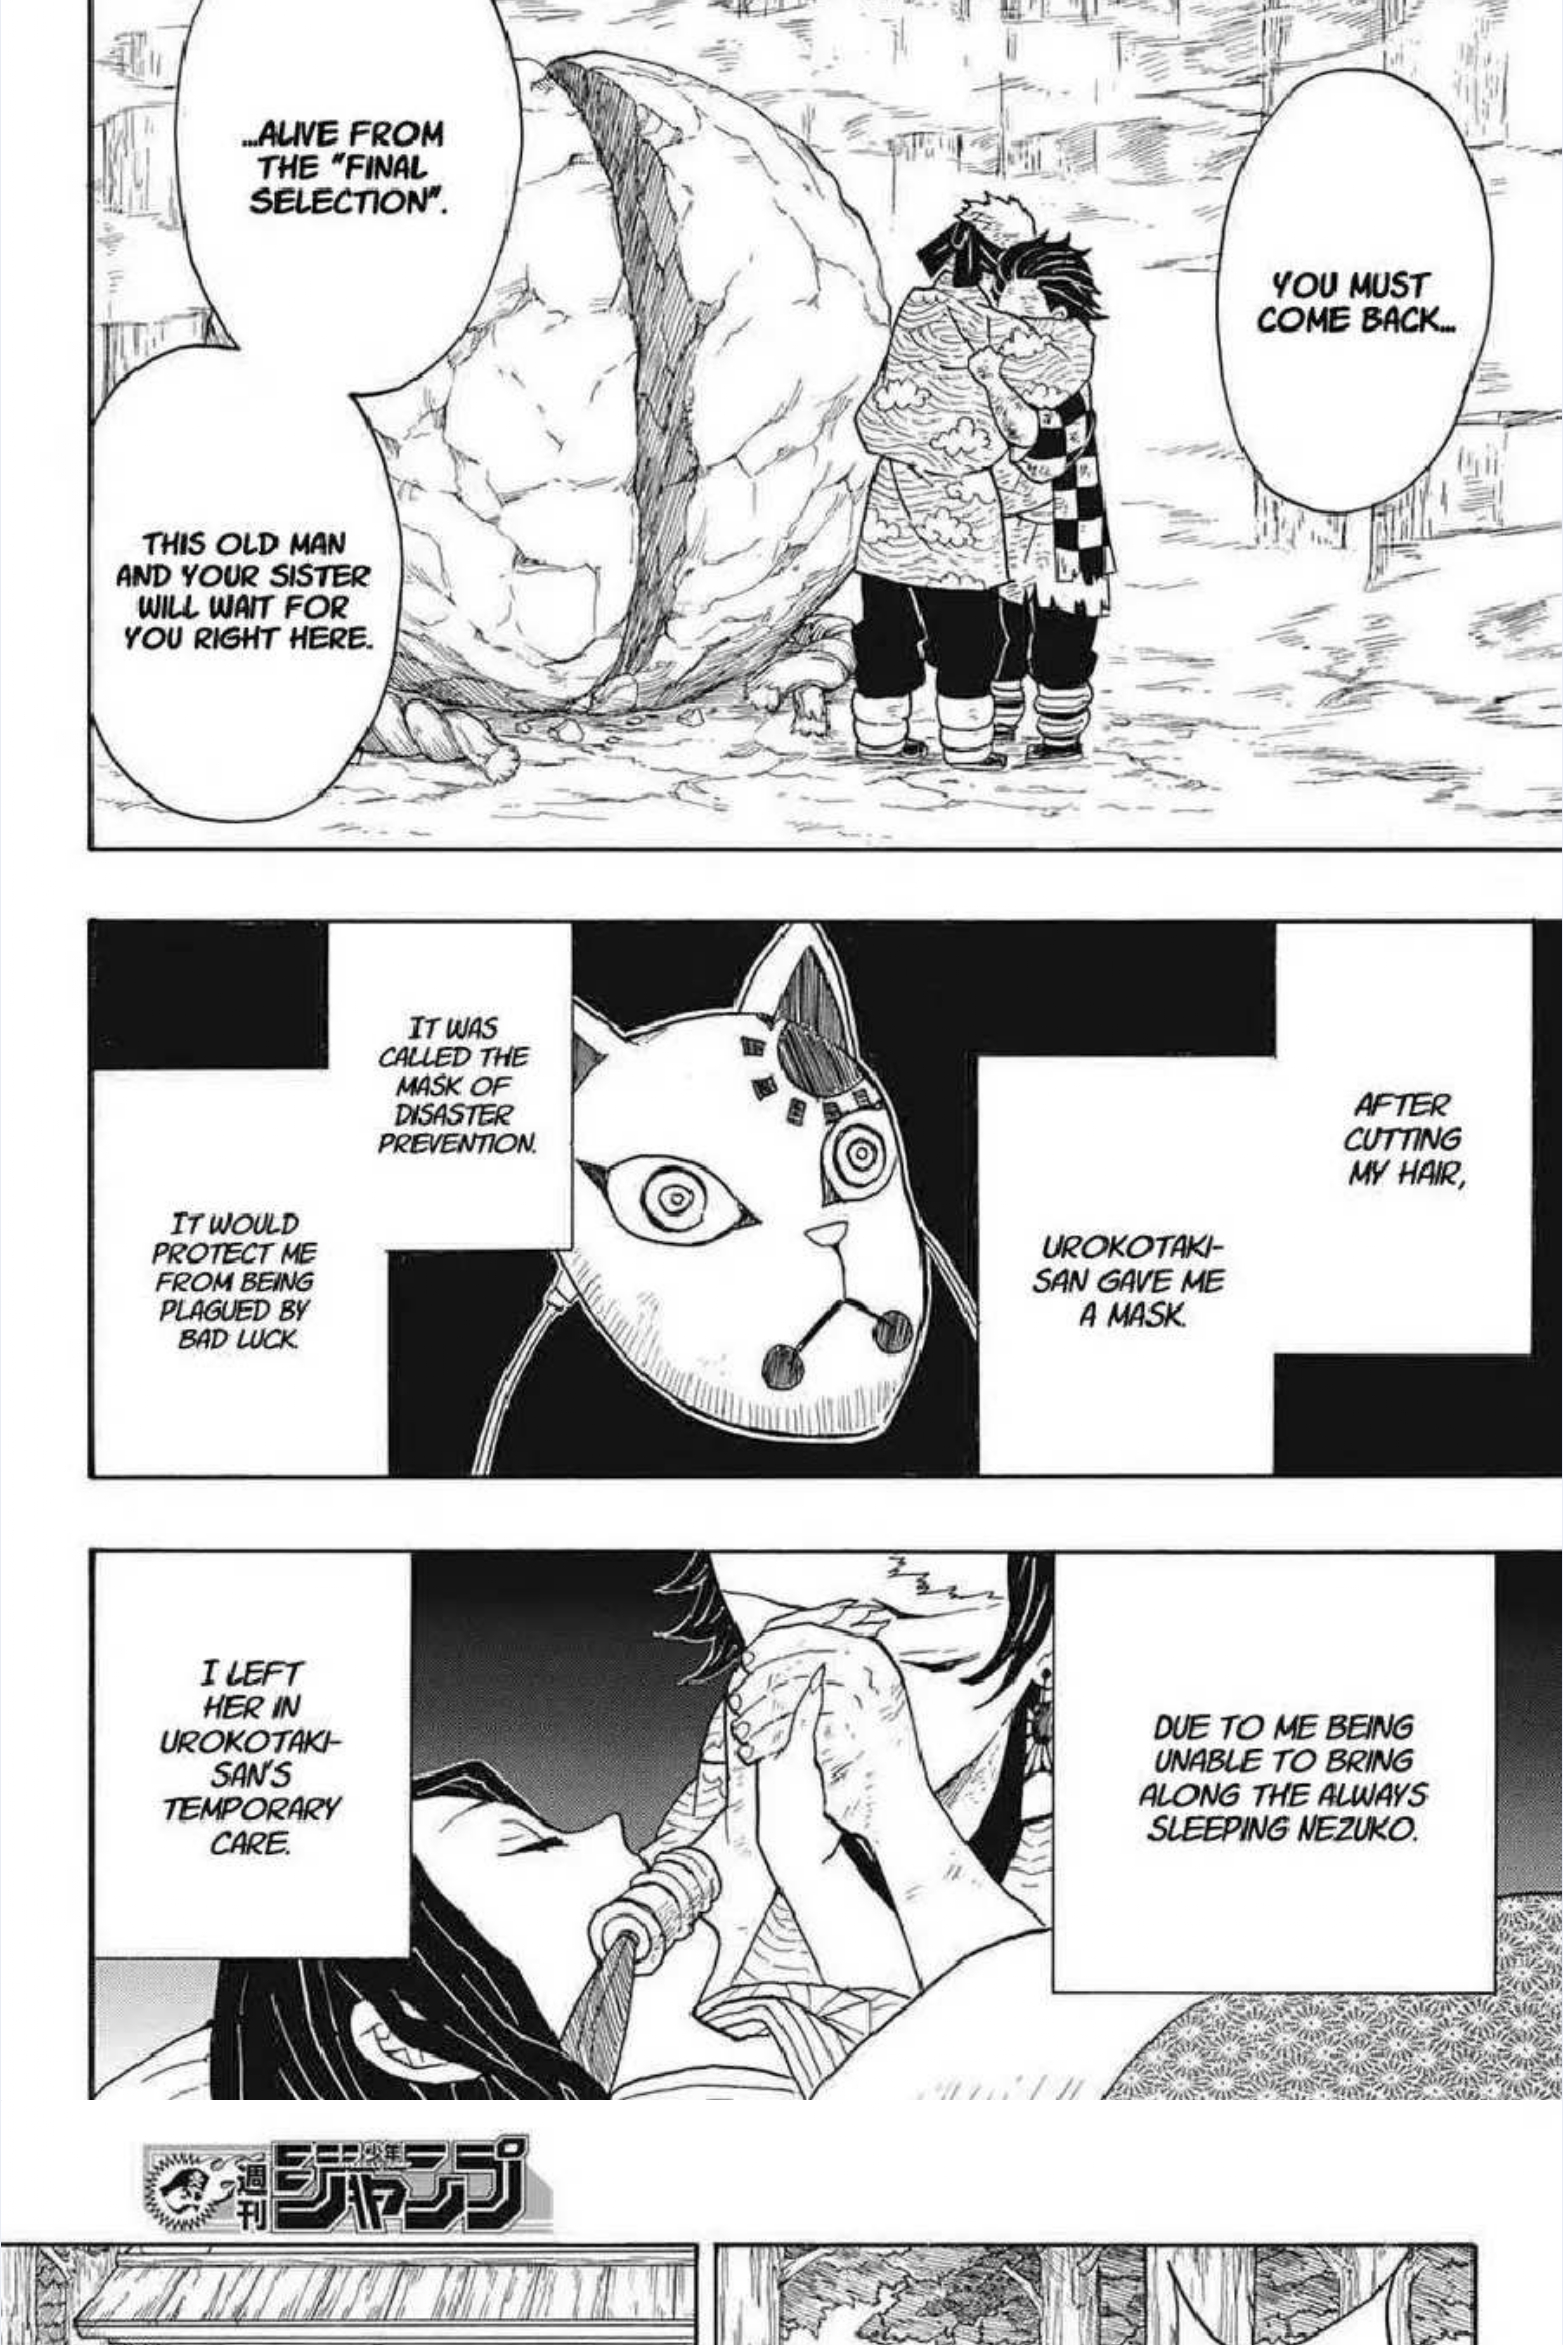 YOU MUST
COME BACK...
...ALIVE FROM
THE "FINAL
SELECTION".
THIS OLD MAN
AND YOUR SISTER
WILL WAIT FOR
YOU RIGHT HERE.
AFTER
CUTTING
MY HAIR,
UROKOTAKI-
SAN GAVE ME
A MASK.
IT WAS
CALLED THE
MASK OF
DISASTER
PREVENTION.
IT WOULD
PROTECT ME
FROM BEING
PLAGUED BY
BAD LUCK.
DUE TO ME BEING
UNABLE TO BRING
ALONG THE ALWAYS
SLEEPING NEZUKO.
I LEFT
HER IN
UROKOTAKI-
SAN'S
TEMPORARY
CARE.
週刊
少年
ジャンプ